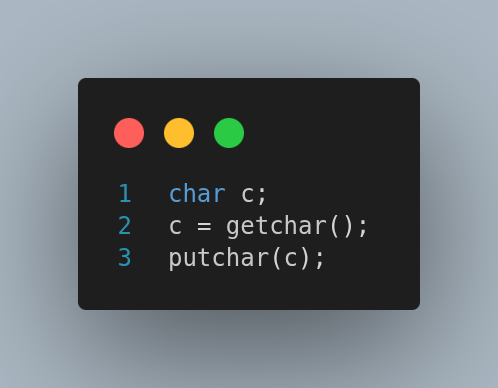 1 char c;
2 c = getchar();
3 putchar(c);